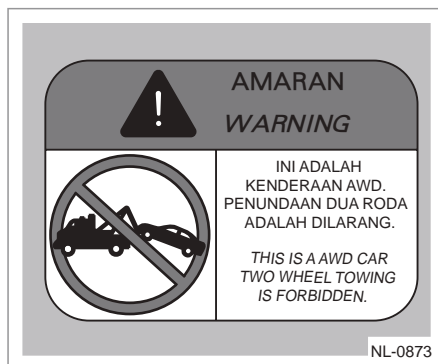 AMARAN
WARNING
INI ADALAH
KENDERAAN AWD.
PENUNDAAN DUA RODA
ADALAH DILARANG.
THIS IS A AWD CAR
TWO WHEEL TOWING
IS FORBIDDEN.
NL-0873